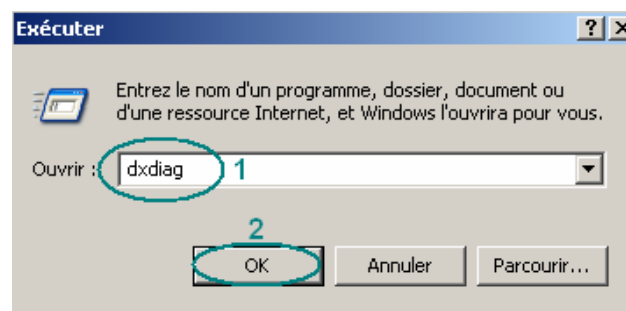 Exécuter ? X
Entrez le nom d'un programme, dossier, document ou
d'une ressource Internet, et Windows l'ouvrira pour vous.
Ouvrir : dxdiag 1
2
OK Annuler Parcourir...